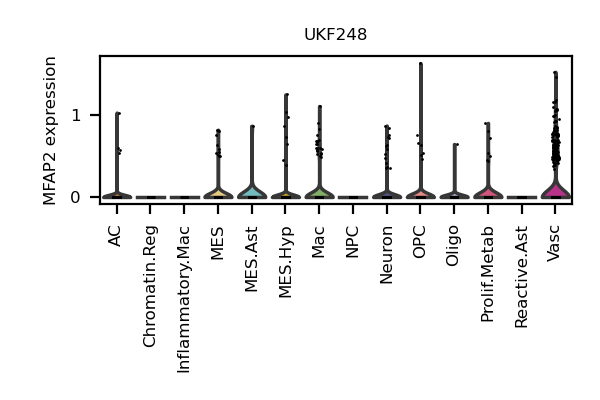 UKF248
MFAP2 expression
1
0
AC
Chromatin.Reg
Inflammatory.Mac
MES
MES.Ast
MES.Hyp
Mac
NPC
Neuron
OPC
Oligo
Prolif.Metab
Reactive.Ast
Vasc